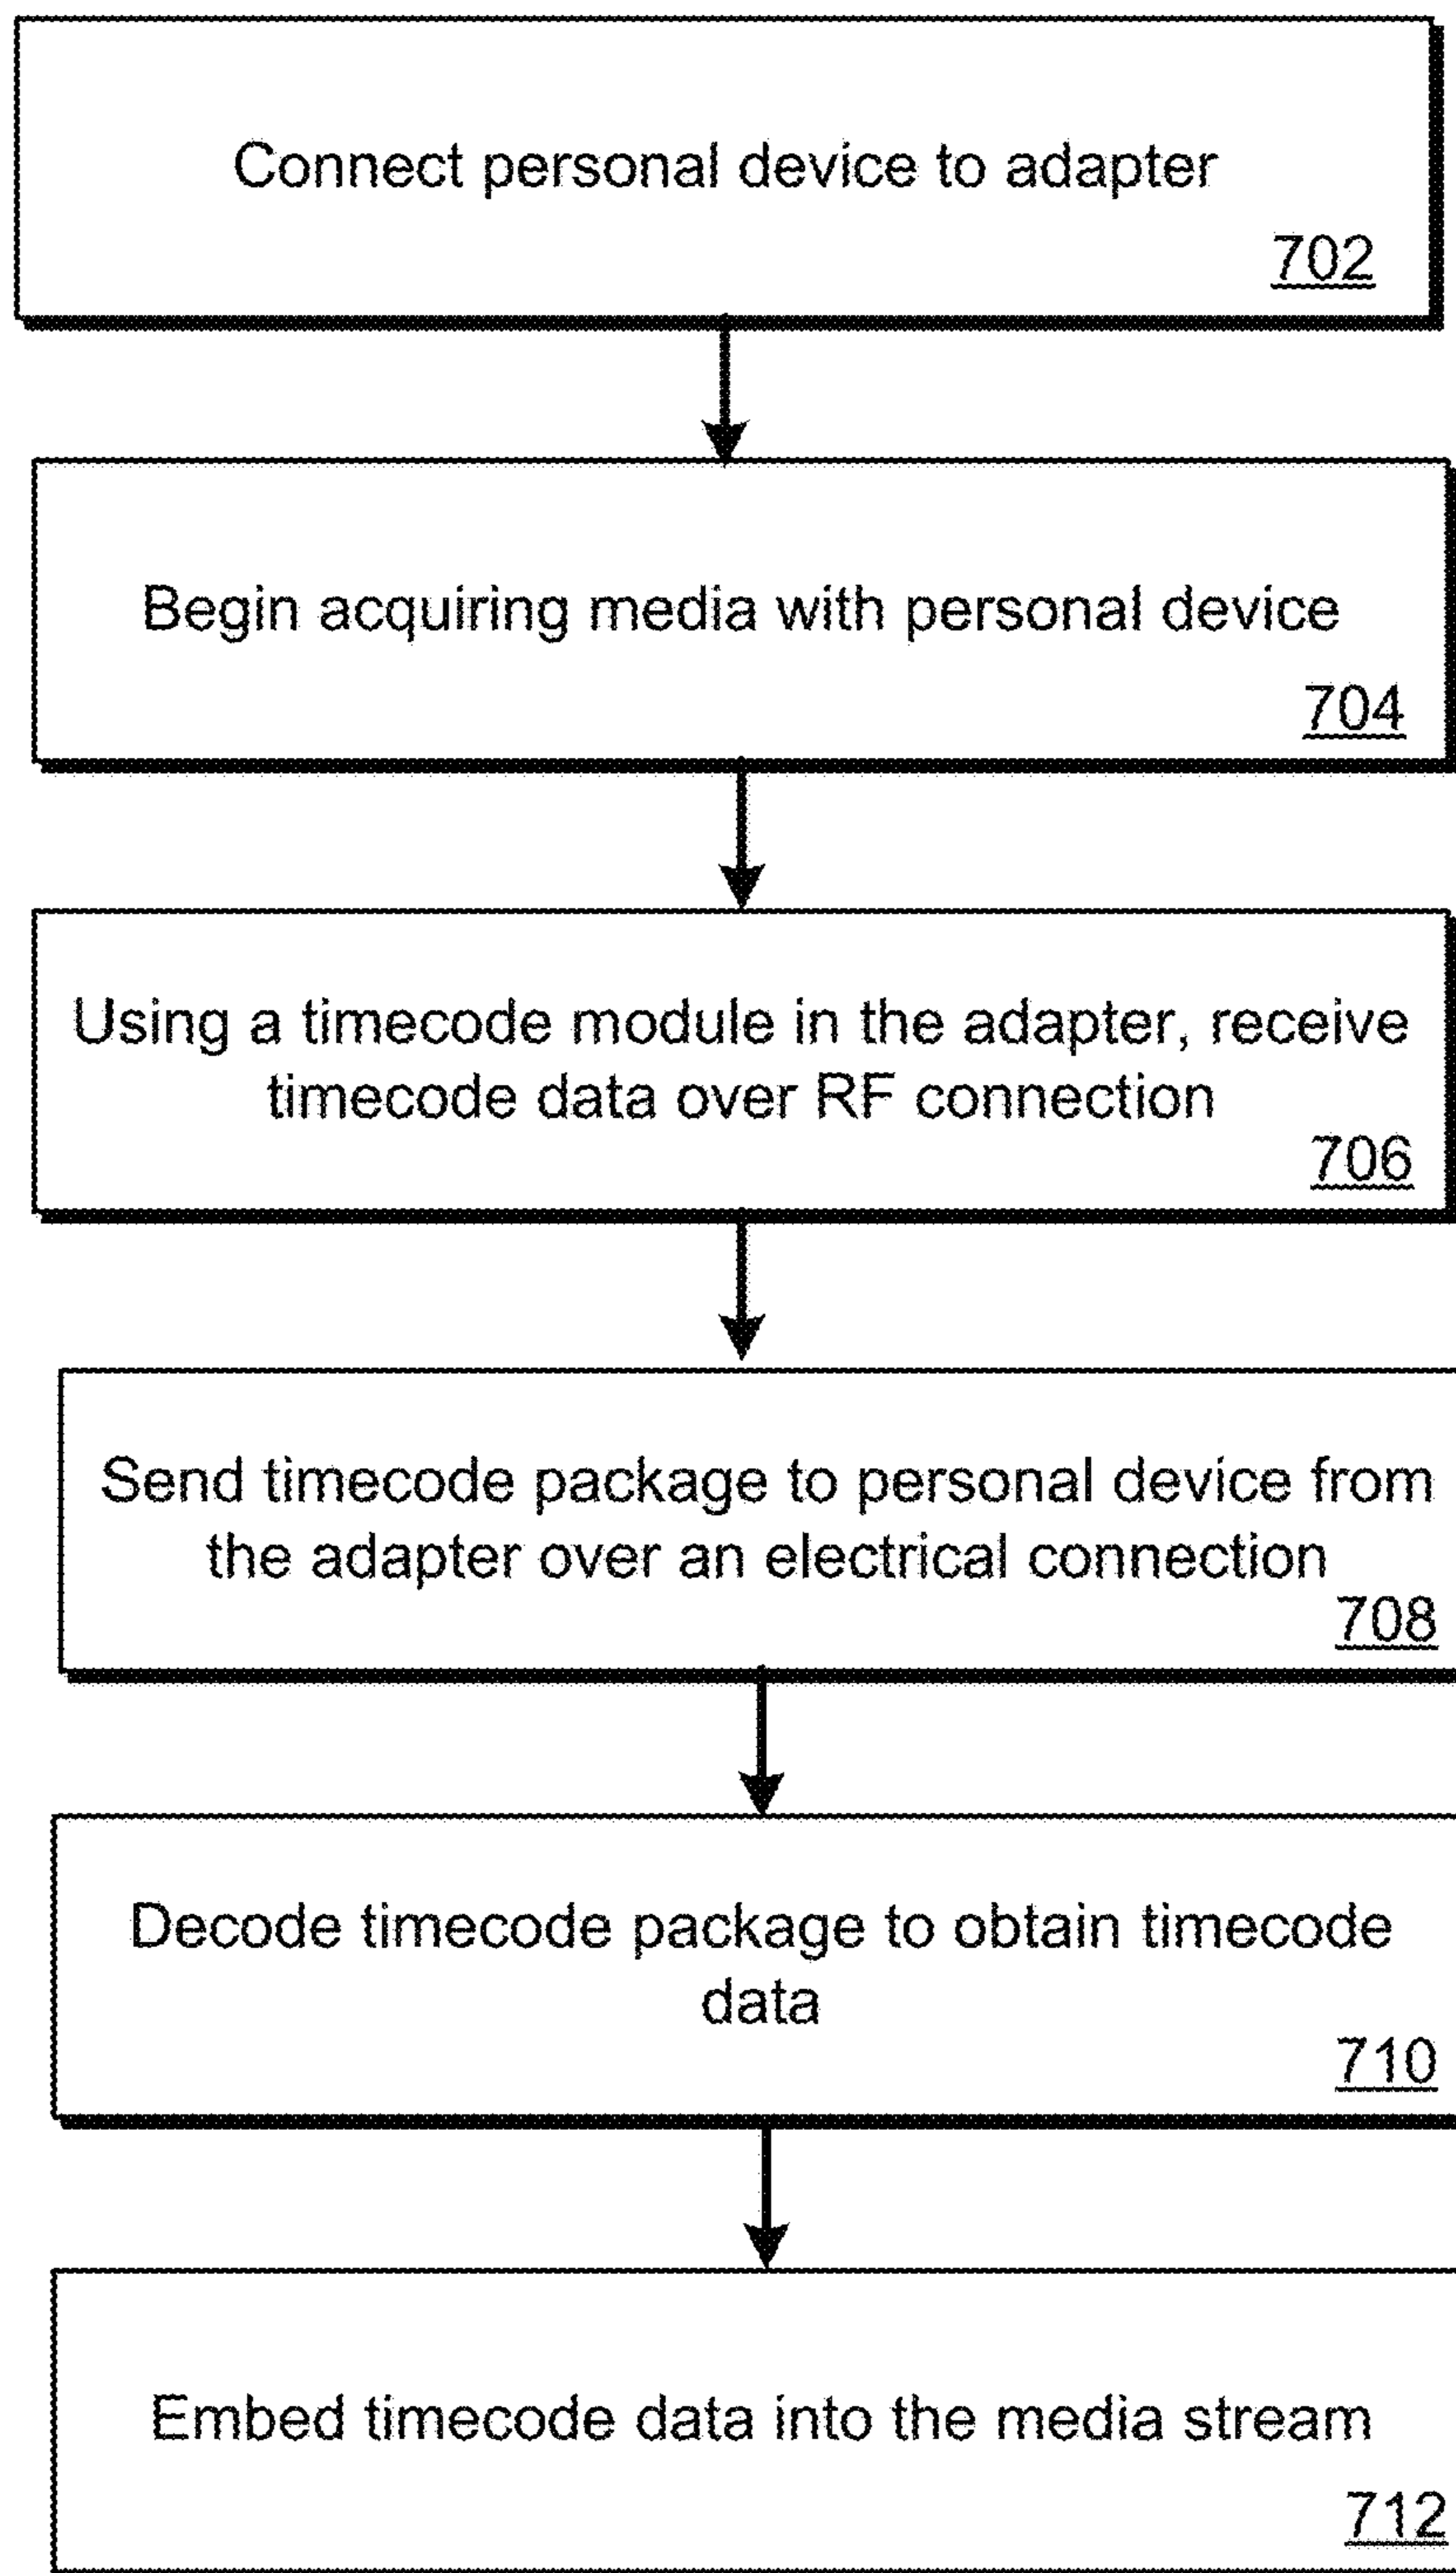 Connect personal device to adapter
702
Begin acquiring media with personal device
704
Using a timecode module in the adapter, receive
timecode data over RF connection
706
Send timecode package to personal device from
the adapter over an electrical connection
708
Decode timecode package to obtain timecode
data
710
Embed timecode data into the media stream
712